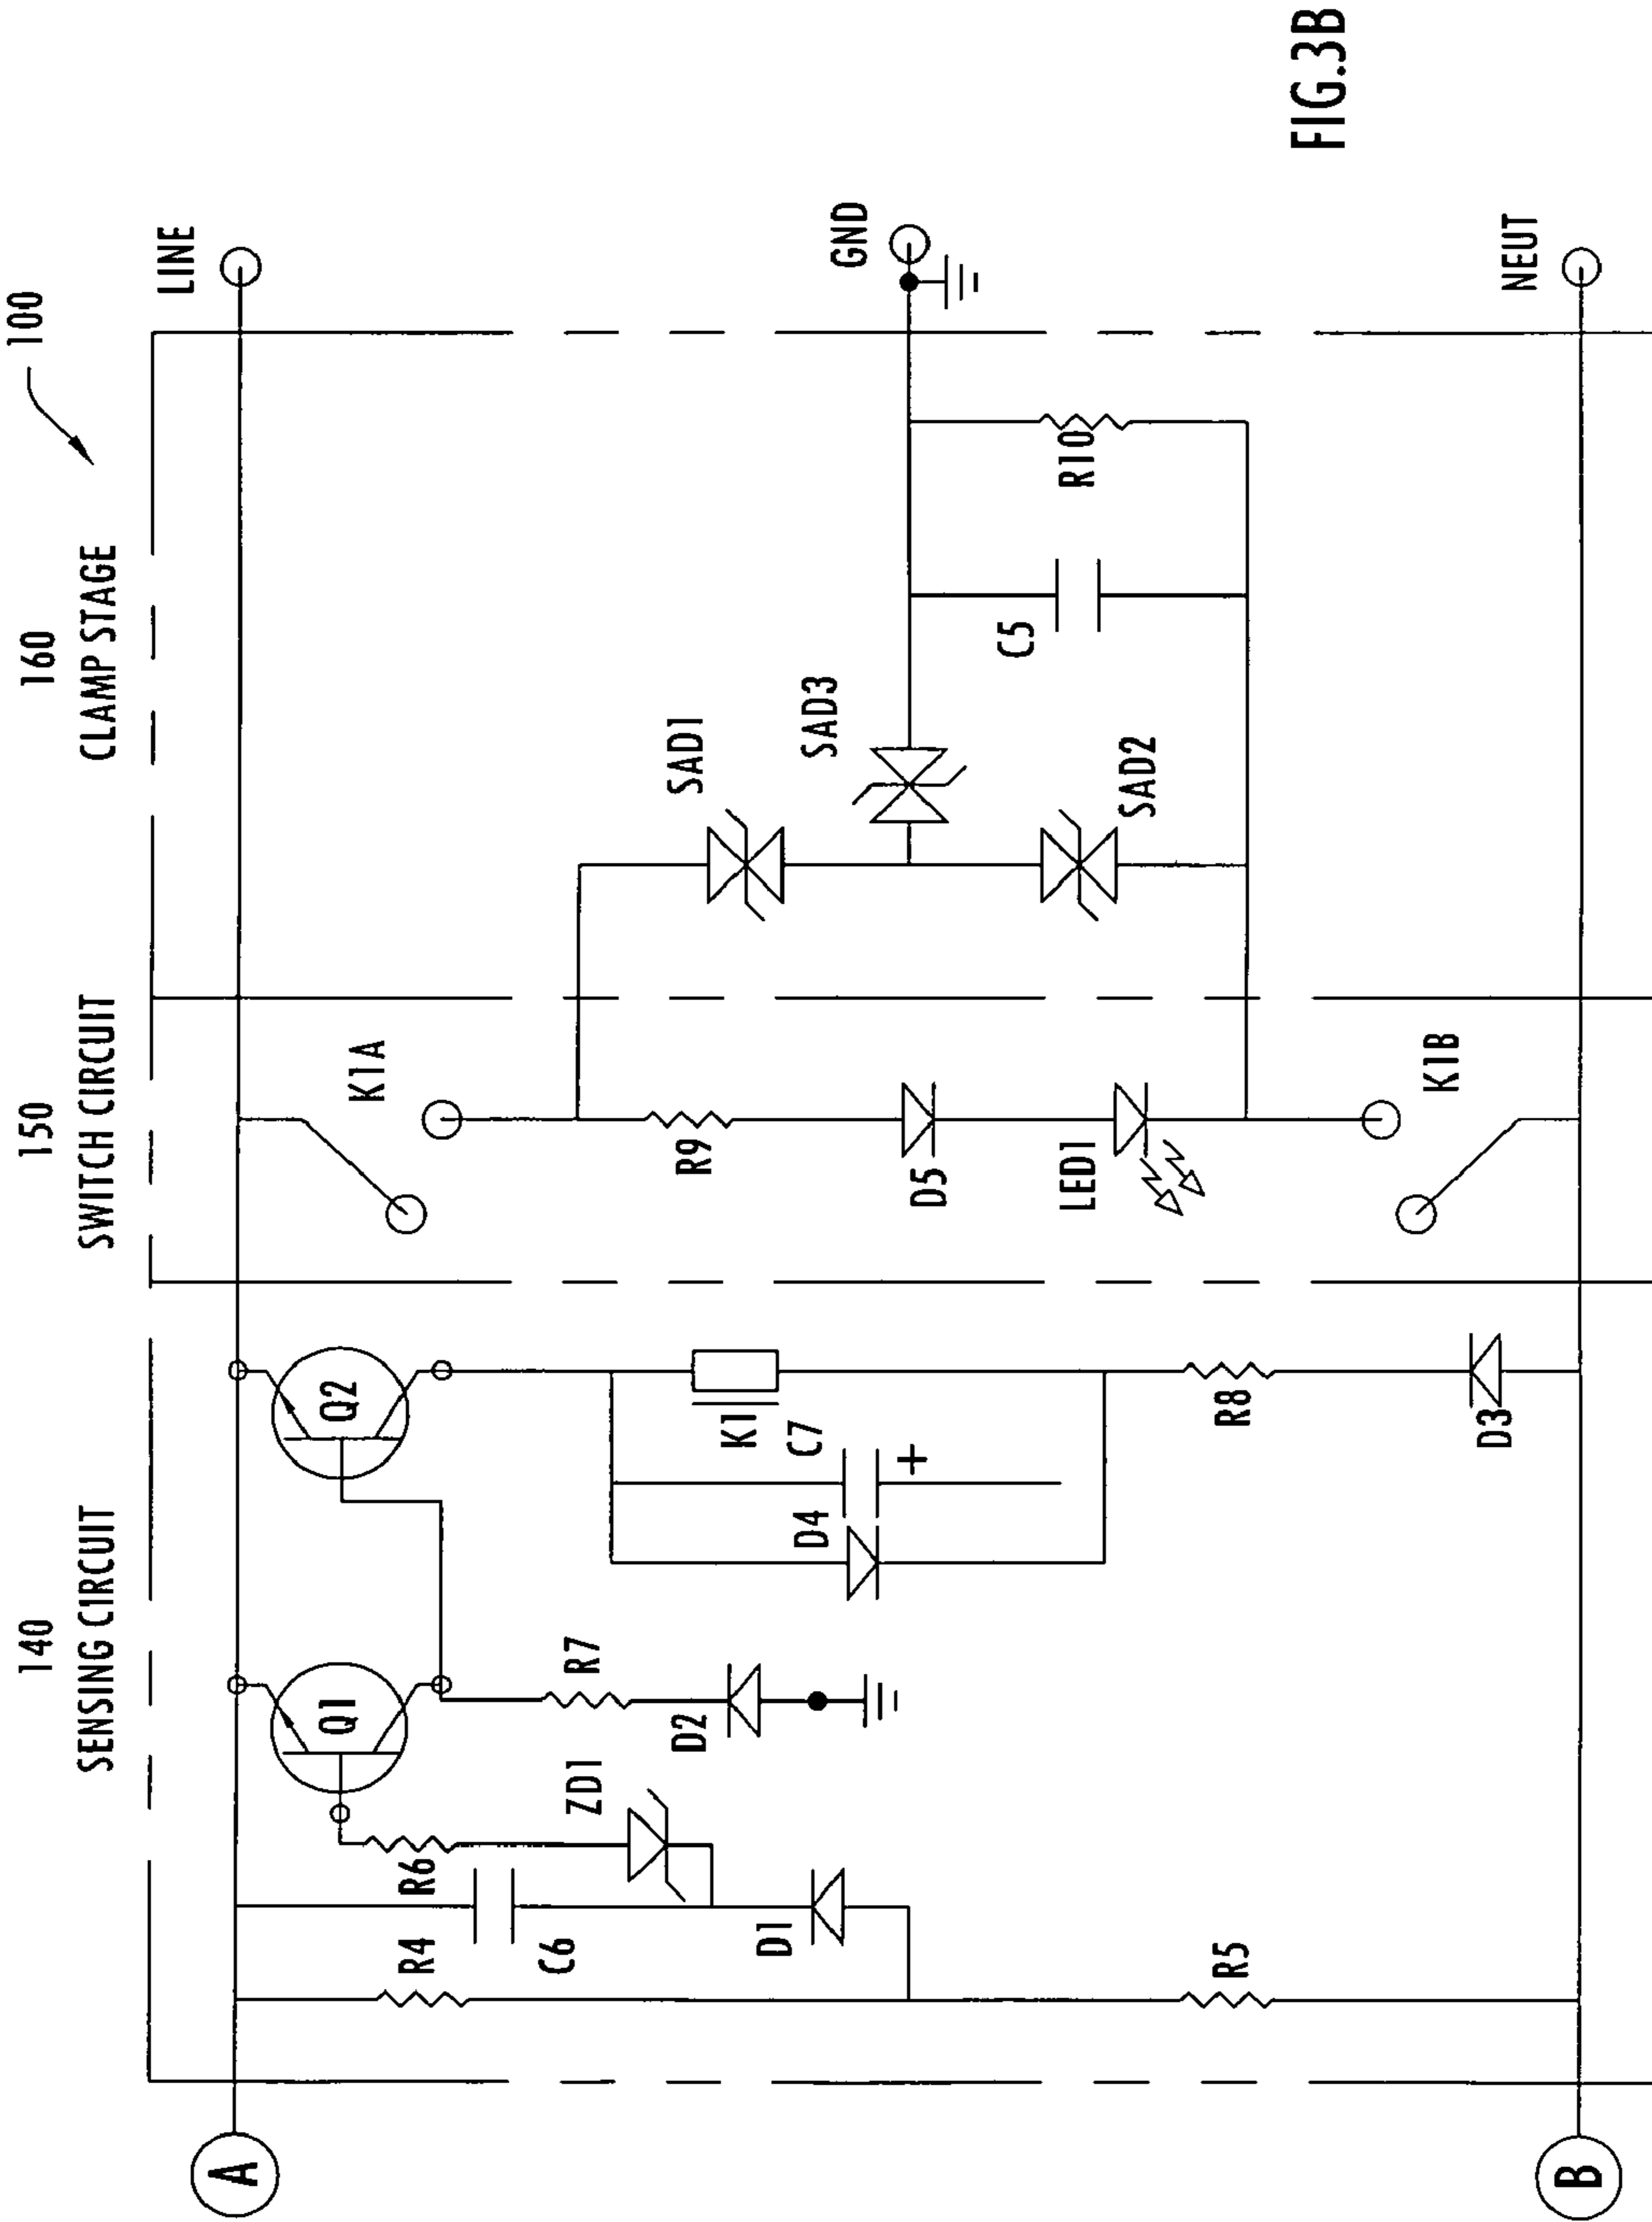 100
140
SENSING CIRCUIT
150
SWITCH CIRCUIT
160
CLAMP STAGE
A
LINE
Q1
Q2
K1A
R4
R6
C6
ZD1
R7
D1
D2
K1
C7
+
D4
R9
SAD1
SAD3
GND
D5
LED1
C5
R10
SAD2
R5
R8
D3
K1B
B
NEUT
FIG.3B